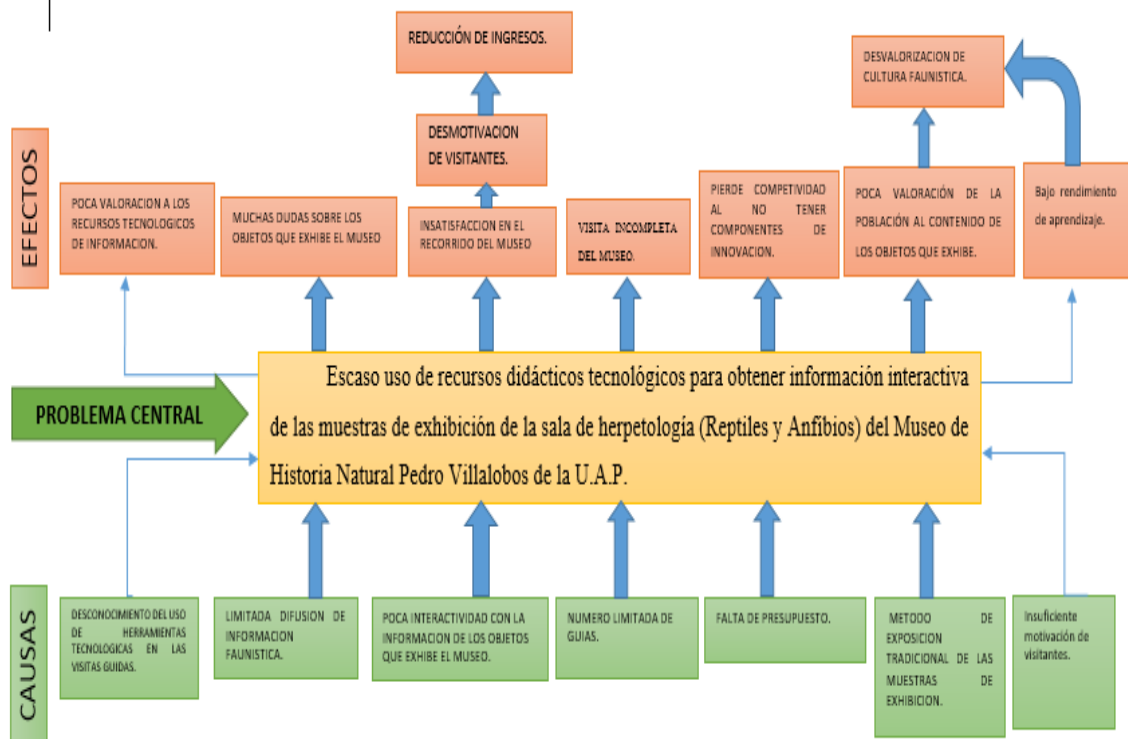 REDUCCIÓN DE INGRESOS.
DESVALORIZACION DE
CULTURA FAUNISTICA.
DESMOTIVACION
DE VISITANTES.
EFECTOS
POCA VALORACION A LOS
RECURSOS TECNOLOGICOS
DE INFORMACION.
MUCHAS DUDAS SOBRE LOS
OBJETOS QUE EXHIBE EL MUSEO
INSATISFACCION EN EL
RECORRIDO DEL MUSEO
VISITA INCOMPLETA
DEL MUSEO.
PIERDE COMPETIVIDAD
AL NO TENER
COMPONENTES DE
INNOVACION.
POCA VALORACIÓN DE LA
POBLACIÓN AL CONTENIDO DE
LOS OBJETOS QUE EXHIBE.
Bajo rendimiento
de aprendizaje.
PROBLEMA CENTRAL
Escaso uso de recursos didácticos tecnológicos para obtener información interactiva
de las muestras de exhibición de la sala de herpetología (Reptiles y Anfibios) del Museo de
Historia Natural Pedro Villalobos de la U.A.P.
CAUSAS
DESCONOCIMIENTO DEL USO
DE HERRAMIENTAS
TECNOLOGICAS EN LAS
VISITAS GUIDAS.
LIMITADA DIFUSION DE
INFORMACION
FAUNISTICA.
POCA INTERACTIVIDAD CON LA
INFORMACION DE LOS OBJETOS
QUE EXHIBE EL MUSEO.
NUMERO LIMITADA DE
GUIAS.
FALTA DE PRESUPUESTO.
METODO DE
EXPOSICION
TRADICIONAL DE LAS
MUESTRAS DE
EXHIBICION.
Insuficiente
motivación de
visitantes.